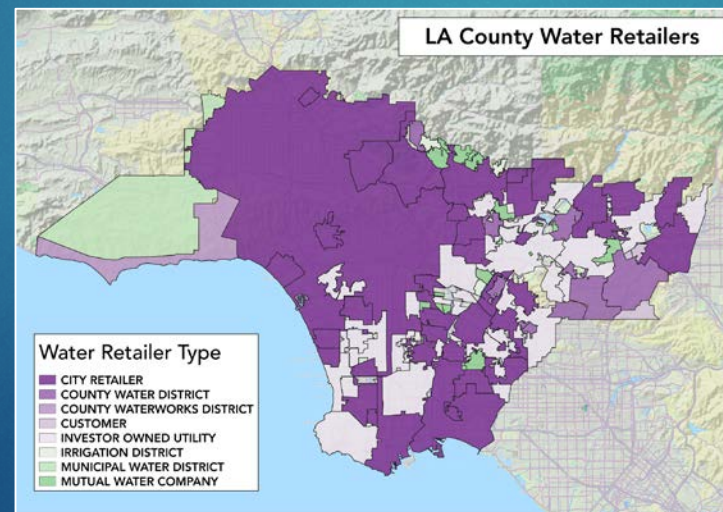 LA County Water Retailers
Water Retailer Type
CITY RETAILER
COUNTY WATER DISTRICT
COUNTY WATERWORKS DISTRICT
CUSTOMER
INVESTOR OWNED UTILITY
IRRIGATION DISTRICT
MUNICIPAL WATER DISTRICT
MUTUAL WATER COMPANY